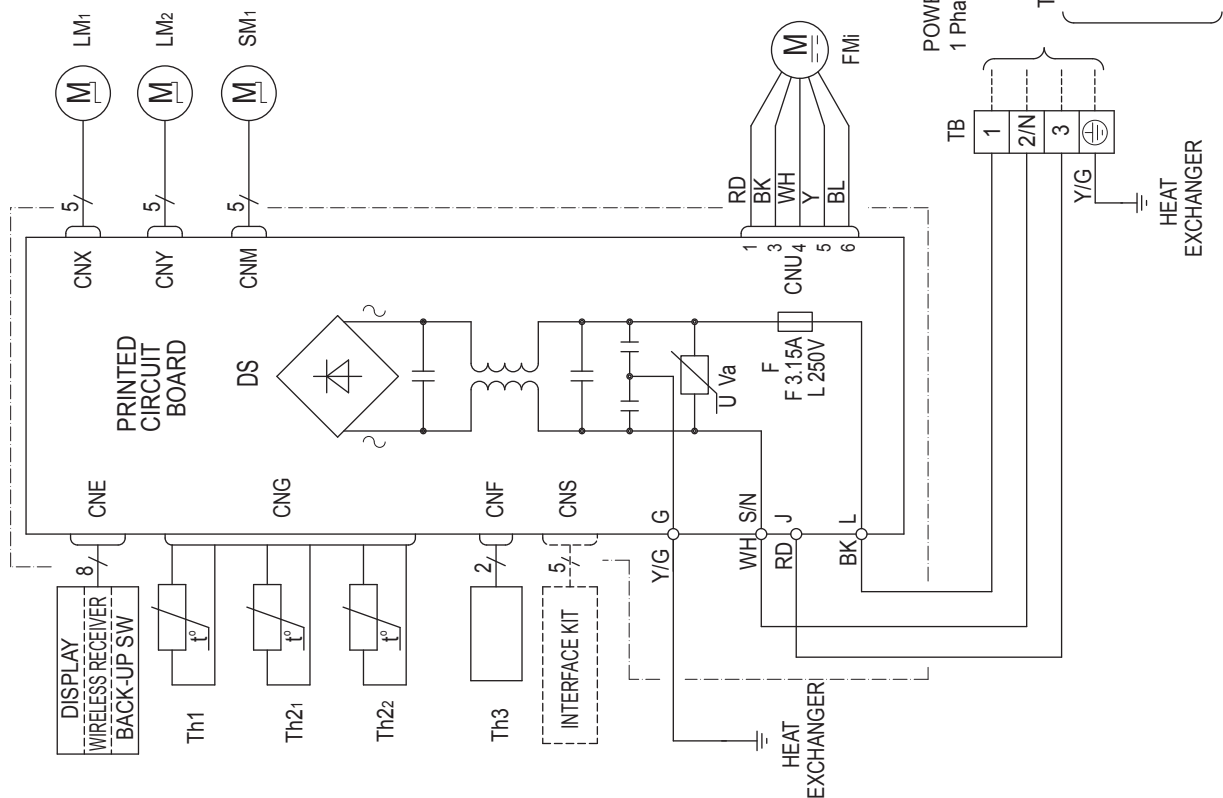 LM1
LM2
SM1
M
M
M
5
5
5
CNX
CNY
CNM
PRINTED
CIRCUIT
BOARD
DS
CNE
CNG
CNF
CNS
8
2
5
DISPLAY
WIRELESS RECEIVER
BACK-UP SW
Th1
t°
Th21
t°
Th22
t°
Th3
INTERFACE KIT
U Va
F
F 3.15A
L 250V
CNU
1
3
4
5
6
RD
BK
WH
Y
BL
M
FMi
Y/G G
WH S/N
RD J
BK L
HEAT
EXCHANGER
TB
1
2/N
3
Y/G
HEAT
EXCHANGER
1